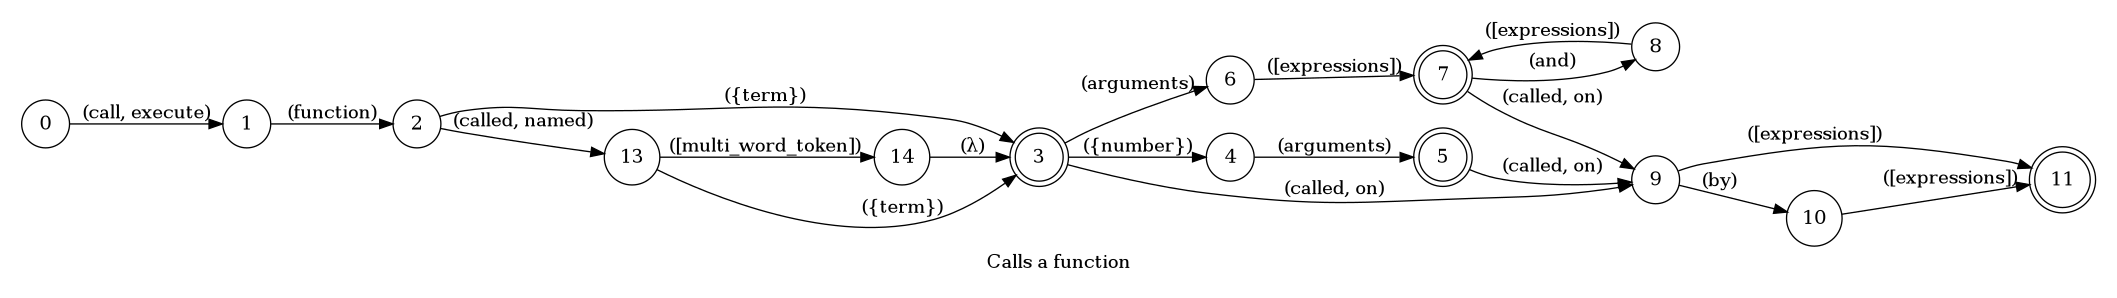 0
(call, execute)
1
(function)
2
({term})
(called, named)
13
([multi_word_token])
14
(λ)
({term})
3
(arguments)
6
([expressions])
7
([expressions])
(and)
8
({number})
4
(arguments)
5
(called, on)
(called, on)
(called, on)
9
([expressions])
(by)
10
([expressions])
11
Calls a function